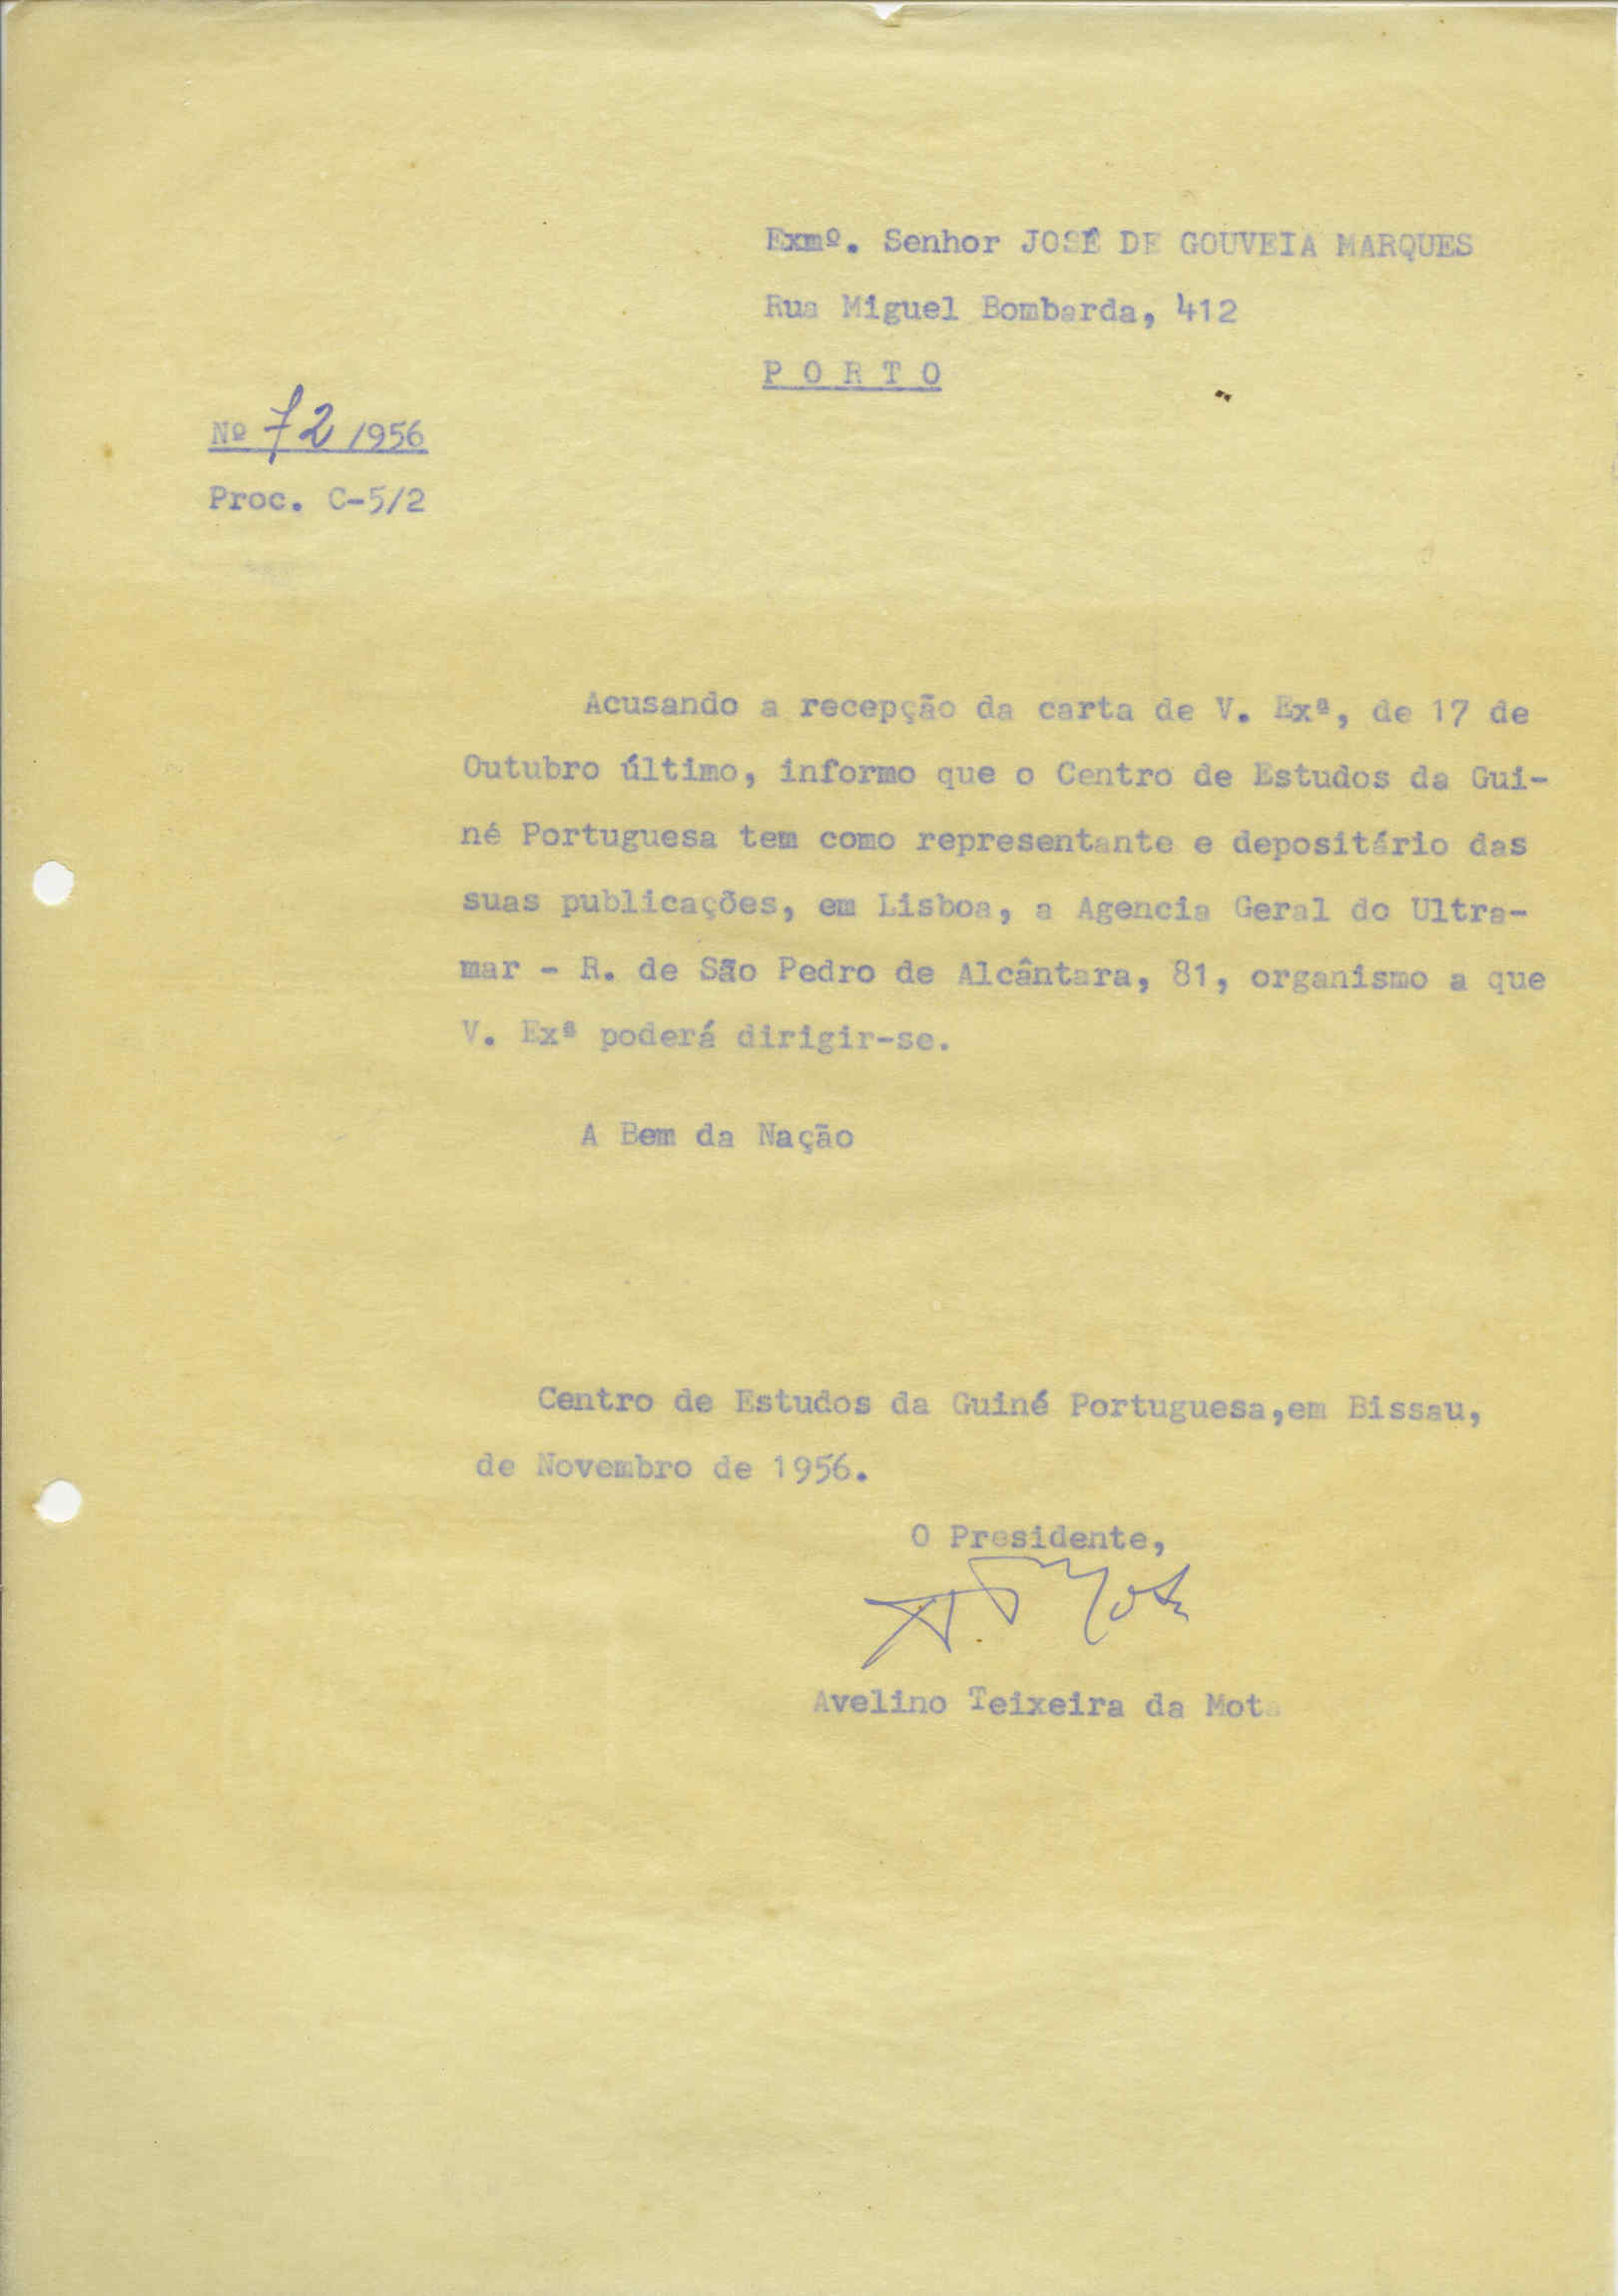 Exmº. Senhor JOSÉ DE GOUVEIA MARQUES
Rua Miguel Bombarda, 412
P O R T O
Nº 72/1956
Proc. C-5/2
Acusando a recepção da carta de V. Exª, de 17 de
Outubro último, informo que o Centro de Estudos da Gui-
né Portuguesa tem como representante e depositário das
suas publicações, em Lisboa, a Agencia Geral do Ultra-
mar - R. de São Pedro de Alcântara, 81, organismo a que
V. Exª poderá dirigir-se.
A Bem da Nação
Centro de Estudos da Guiné Portuguesa,em Bissau,
de Novembro de 1956.
O Presidente,
A T Mota
Avelino Teixeira da Mota